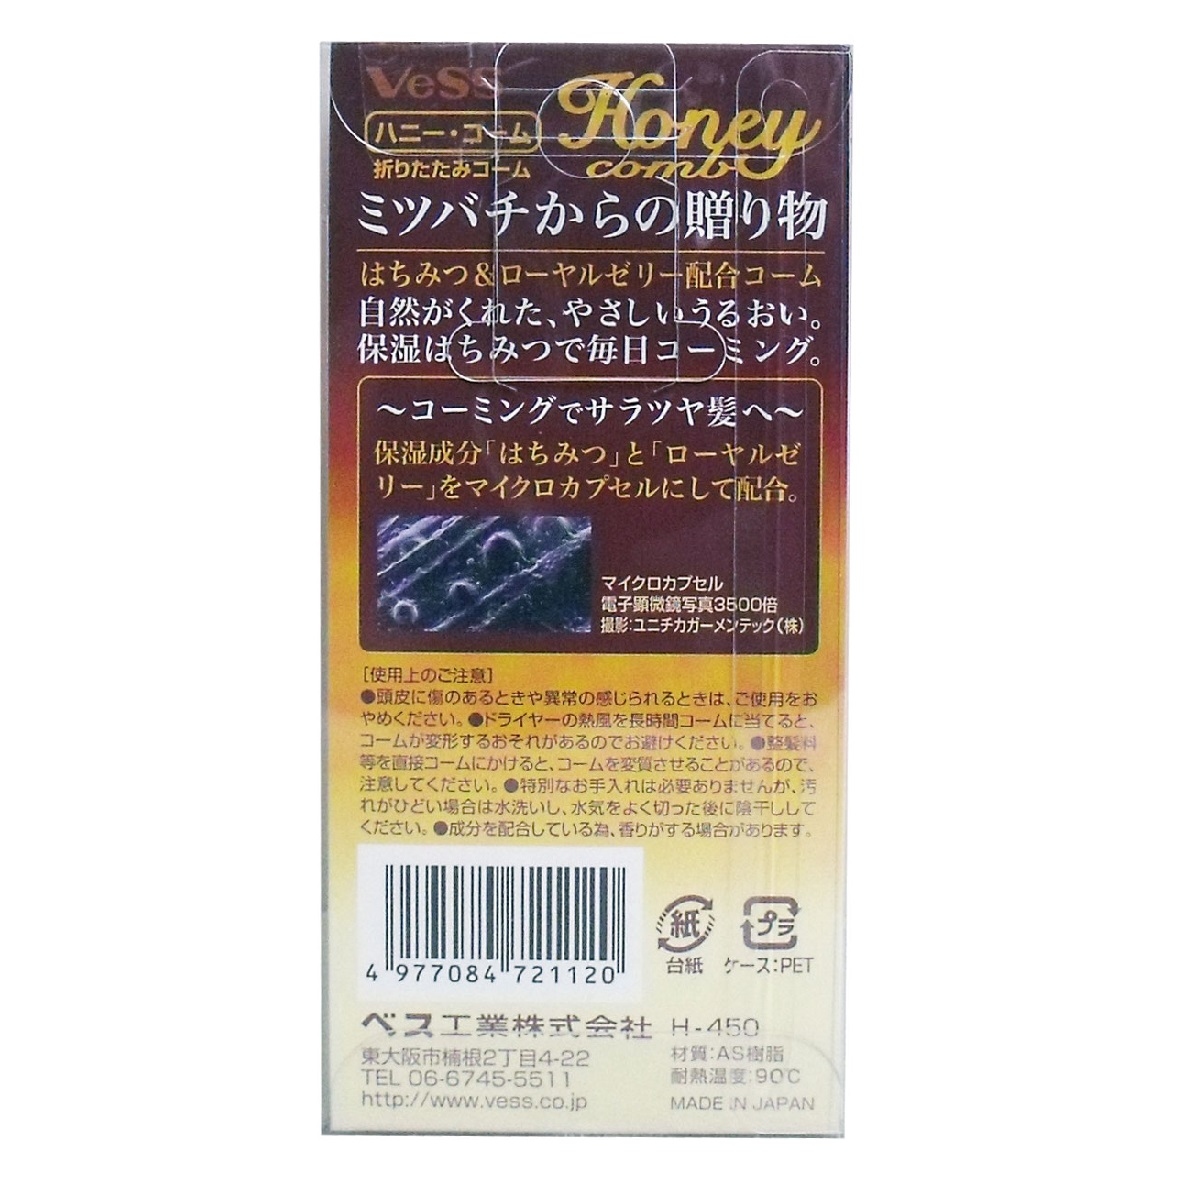 VeSS
Honey
comb
ハニー・コーム
折りたたみコーム
ミツバチからの贈り物
はちみつ&ローヤルゼリー配合コーム
自然がくれた、やさしいうるおい。
保湿はちみつで毎日コーミング。
～コーミングでサラツヤ髪へ～
保湿成分「はちみつ」と「ローヤルゼ
リー」をマイクロカプセルにして配合。
マイクロカプセル
電子顕微鏡写真3500倍
撮影:ユニチカガーメンテック(株)
[使用上のご注意]
●頭皮に傷のあるときや異常の感じられるときは、ご使用をお
やめください。●ドライヤーの熱風を長時間コームに当てると、
コームが変形するおそれがあるのでお避けください。●整髪料
等を直接コームにかけると、コームを変質させることがあるので、
注意してください。●特別なお手入れは必要ありませんが、汚
れがひどい場合は水洗いし、水気をよく切った後に陰干しして
ください。●成分を配合している為、香りがする場合があります。
4 977084 721120
紙
台紙
プラ
ケース:PET
ベス工業株式会社 H-450
東大阪市楠根2丁目4-22
TEL 06-6745-5511
http://www.vess.co.jp
材質:AS樹脂
耐熱温度:90℃
MADE IN JAPAN